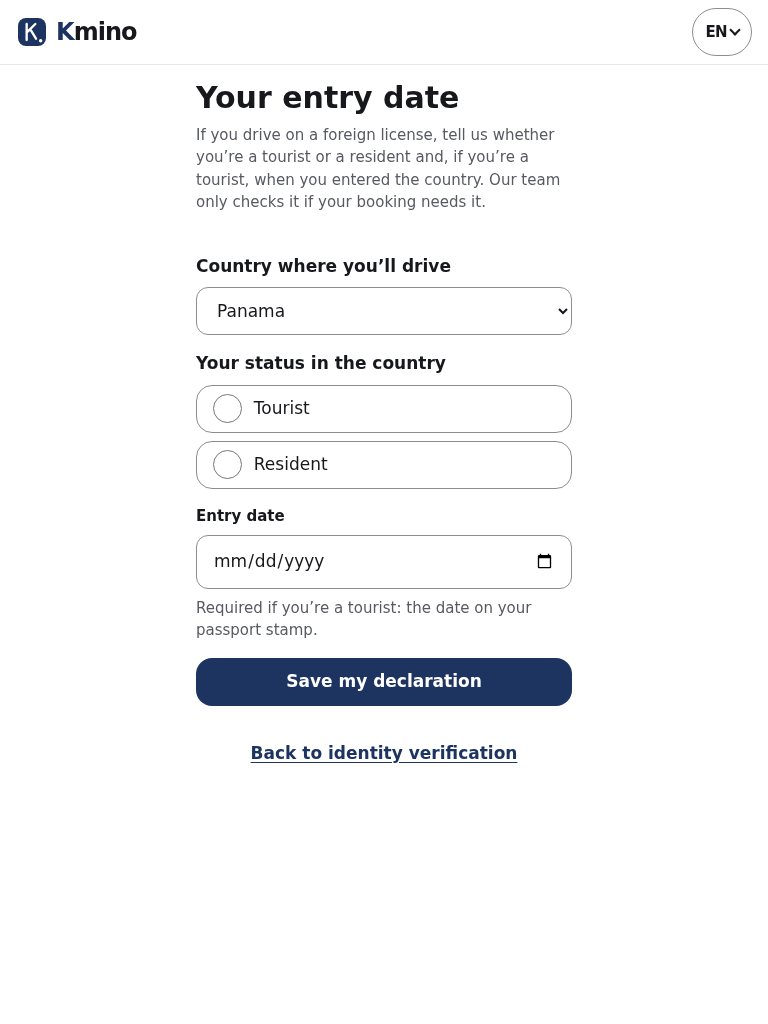 K. Kmino
EN
Your entry date
If you drive on a foreign license, tell us whether
you’re a tourist or a resident and, if you’re a
tourist, when you entered the country. Our team
only checks it if your booking needs it.
Country where you’ll drive
Panama
Your status in the country
Tourist
Resident
Entry date
mm/dd/yyyy
Required if you’re a tourist: the date on your
passport stamp.
Save my declaration
Back to identity verification